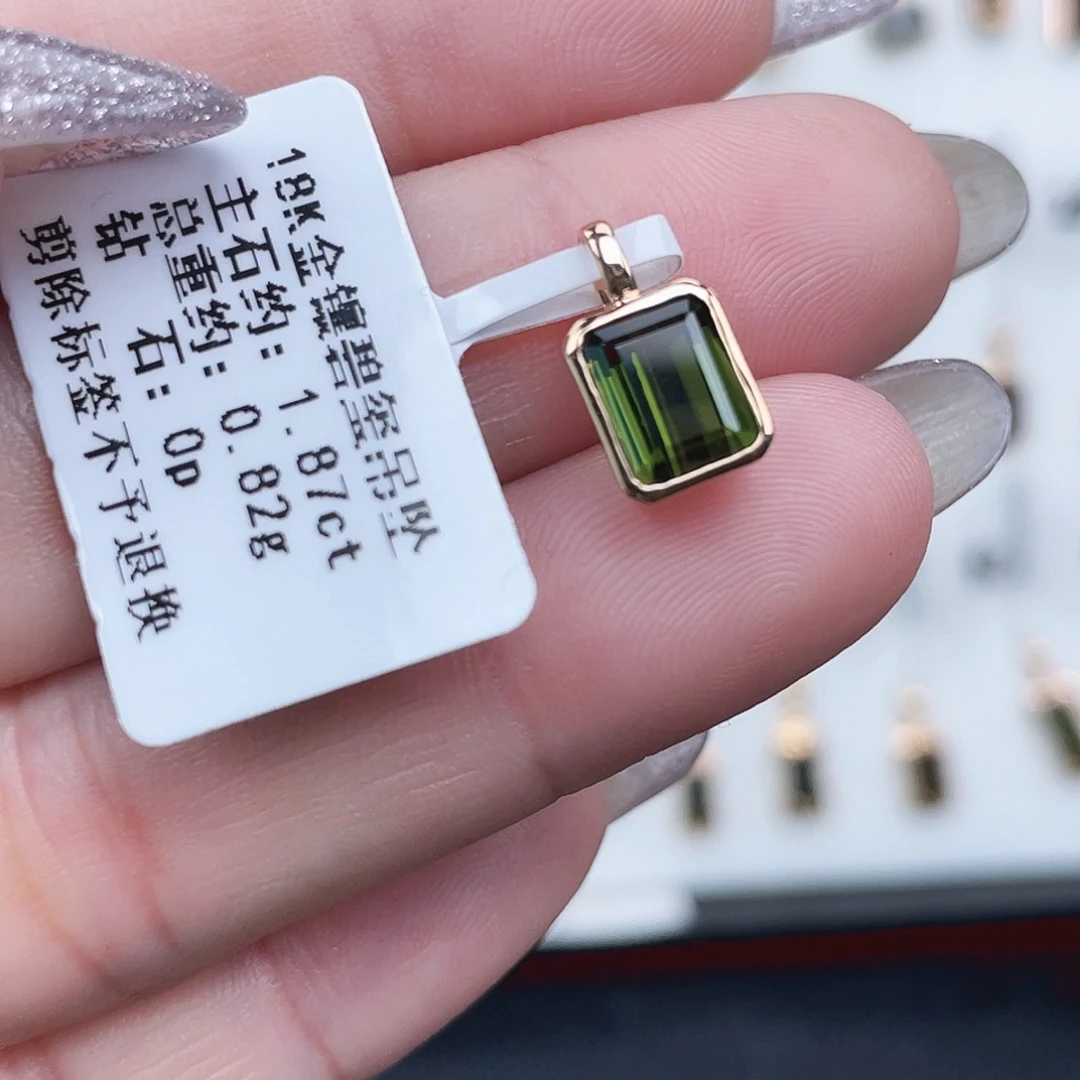 18K金镶碧玺吊坠
主石约: 1.87ct
总重约: 0.82g
钻 石: 0p
剪除标签不予退换